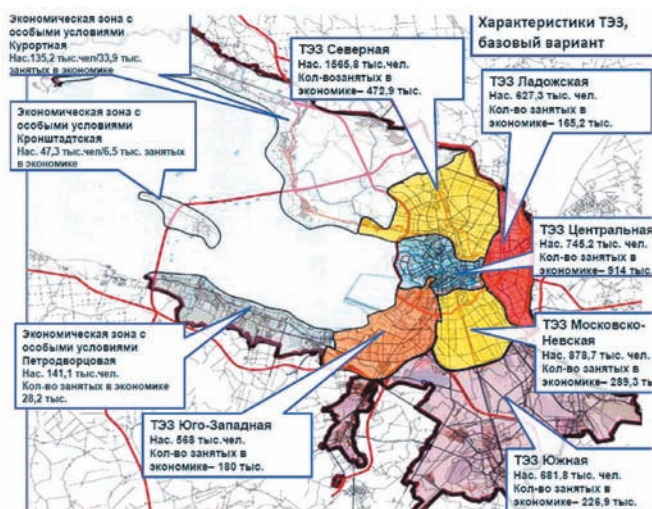 Характеристики ТЭЗ,
базовый вариант
Экономическая зона с
особыми условиями
Курортная
Нас.135,2 тыс.чел/33,9 тыс.
занятых в экономике
ТЭЗ Северная
Нас. 1565,8 тыс.чел.
Кол-возанятых в
экономике– 472,9 тыс.
ТЭЗ Ладожская
Нас. 627,3 тыс. чел.
Кол-во занятых в
экономике– 165,2 тыс.
Экономическая зона с
особыми условиями
Кронштадтская
Нас. 47,3 тыс.чел/6,5 тыс. занятых
в экономике
ТЭЗ Центральная
Нас. 745,2 тыс. чел.
Кол-во занятых в
экономике– 914 тыс.
Экономическая зона с
особыми условиями
Петродворцовая
Нас. 141,1 тыс.чел.
Кол-во занятых в экономике
28,2 тыс.
ТЭЗ Московско-
Невская
Нас. 878,7 тыс. чел.
Кол-во занятых в
экономике– 289,3 т
ТЭЗ Юго-Западная
Нас. 568 тыс.чел.
Кол-во занятых в
экономике– 180 тыс.
ТЭЗ Южная
Нас. 681,8 тыс. чел.
Кол-во занятых в
экономике– 226,9 тыс.